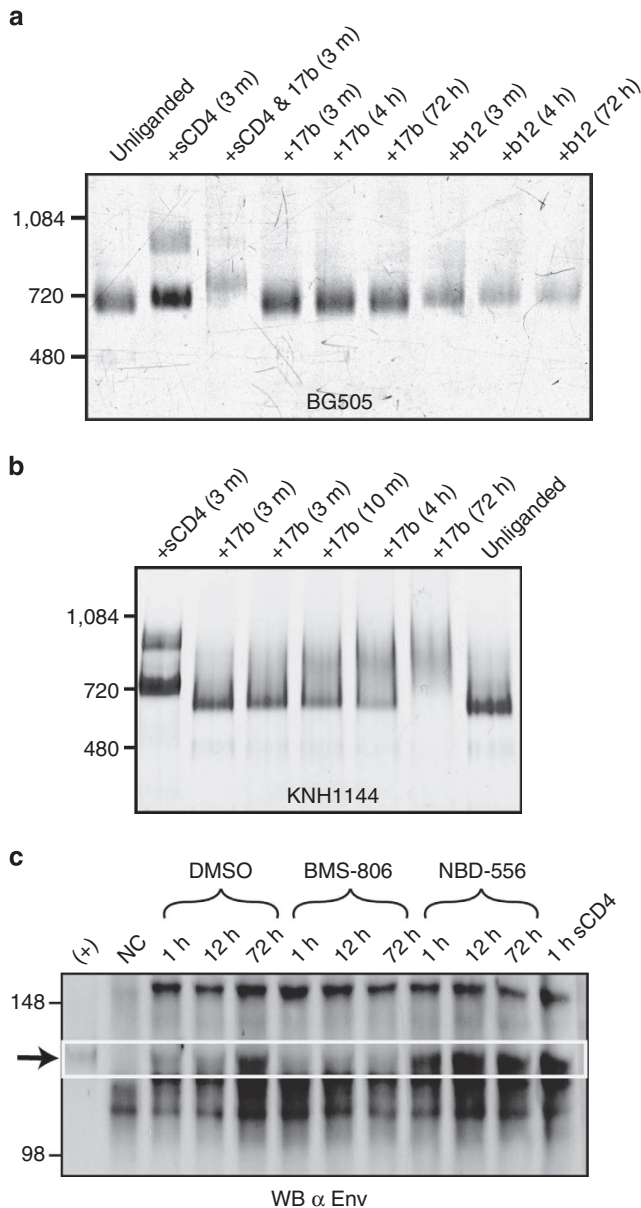 a
Unliganded
+sCD4 (3 m)
+sCD4 & 17b (3 m)
+17b (3 m)
+17b (4 h)
+17b (72 h)
+b12 (3 m)
+b12 (4 h)
+b12 (72 h)
1,084
720
480
BG505
b
+sCD4 (3 m)
+17b (3 m)
+17b (3 m)
+17b (10 m)
+17b (4 h)
+17b (72 h)
Unliganded
1,084
720
480
KNH1144
c
DMSO
BMS-806
NBD-556
(+)
NC
1 h
12 h
72 h
1 h
12 h
72 h
1 h
12 h
72 h
1 h sCD4
148
98
WB α Env